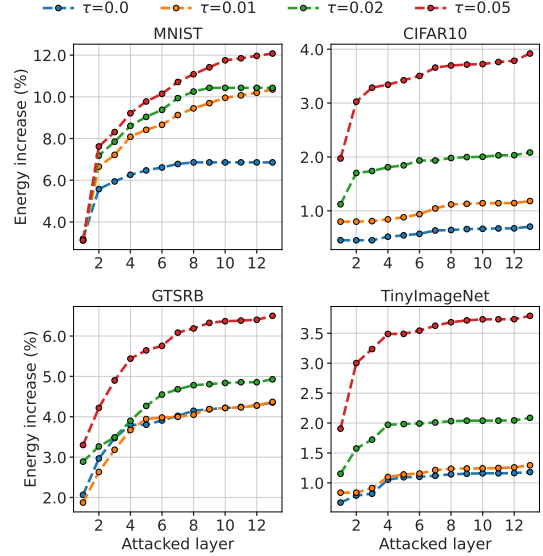 τ=0.0 τ=0.01 τ=0.02 τ=0.05
MNIST
Energy increase (%)
12.0
10.0
8.0
6.0
4.0
2 4 6 8 10 12
CIFAR10
4.0
3.0
2.0
1.0
2 4 6 8 10 12
GTSRB
Energy increase (%)
6.0
5.0
4.0
3.0
2.0
2 4 6 8 10 12
Attacked layer
TinyImageNet
3.5
3.0
2.5
2.0
1.5
1.0
2 4 6 8 10 12
Attacked layer